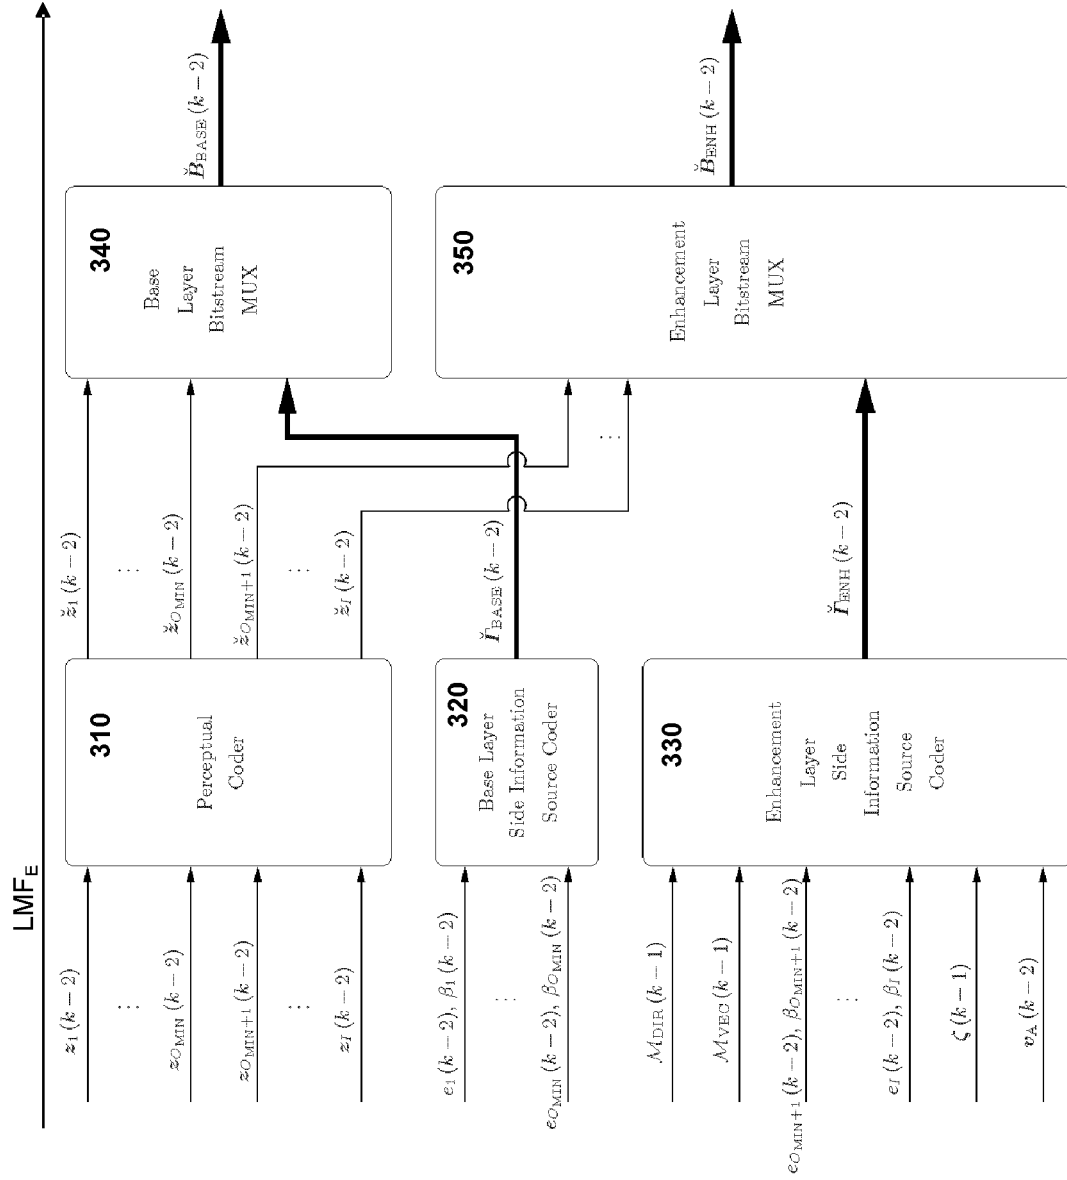 LMF_E
z_1(k − 2)
⋮
z_{O_MIN}(k − 2)
z_{O_MIN+1}(k − 2)
⋮
z_I(k − 2)
310
Perceptual
Coder
ž_1(k − 2)
⋮
ž_{O_MIN}(k − 2)
ž_{O_MIN+1}(k − 2)
⋮
ž_I(k − 2)
340
Base
Layer
Bitstream
MUX
B̌_BASE(k − 2)
e_1(k − 2), β_1(k − 2)
⋮
e_{O_MIN}(k − 2), β_{O_MIN}(k − 2)
320
Base Layer
Side Information
Source Coder
Γ̌_BASE(k − 2)
M_DIR(k − 1)
M_VEC(k − 1)
e_{O_MIN+1}(k − 2), β_{O_MIN+1}(k − 2)
⋮
e_I(k − 2), β_I(k − 2)
ζ(k − 1)
v_A(k − 2)
330
Enhancement
Layer
Side
Information
Source
Coder
Γ̌_ENH(k − 2)
⋮
350
Enhancement
Layer
Bitstream
MUX
B̌_ENH(k − 2)